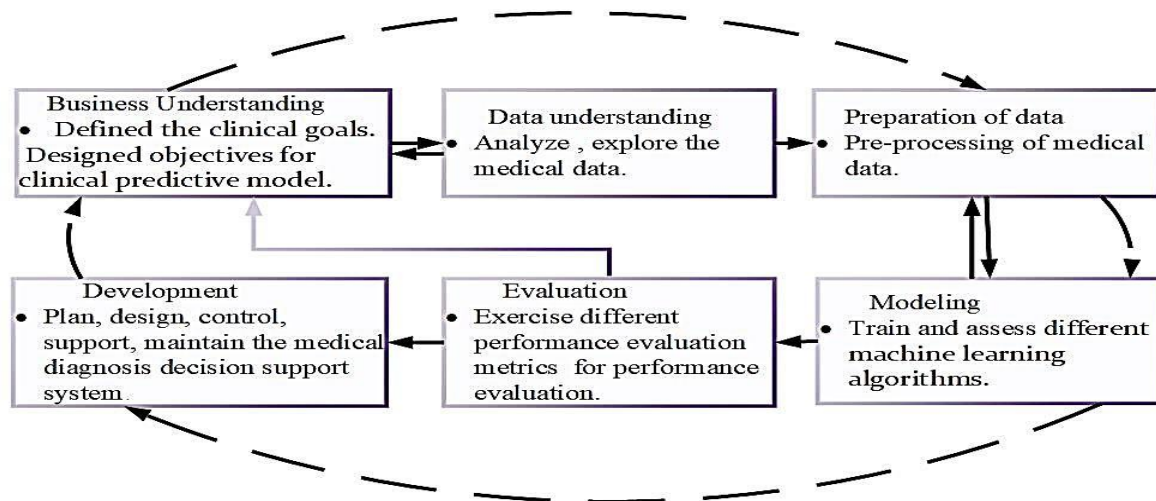 Business Understanding
• Defined the clinical goals.
Designed objectives for
clinical predictive model.
Data understanding
• Analyze , explore the
medical data.
Preparation of data
• Pre-processing of medical
data.
Development
• Plan, design, control,
support, maintain the medical
diagnosis decision support
system.
Evaluation
• Exercise different
performance evaluation
metrics for performance
evaluation.
Modeling
• Train and assess different
machine learning
algorithms.